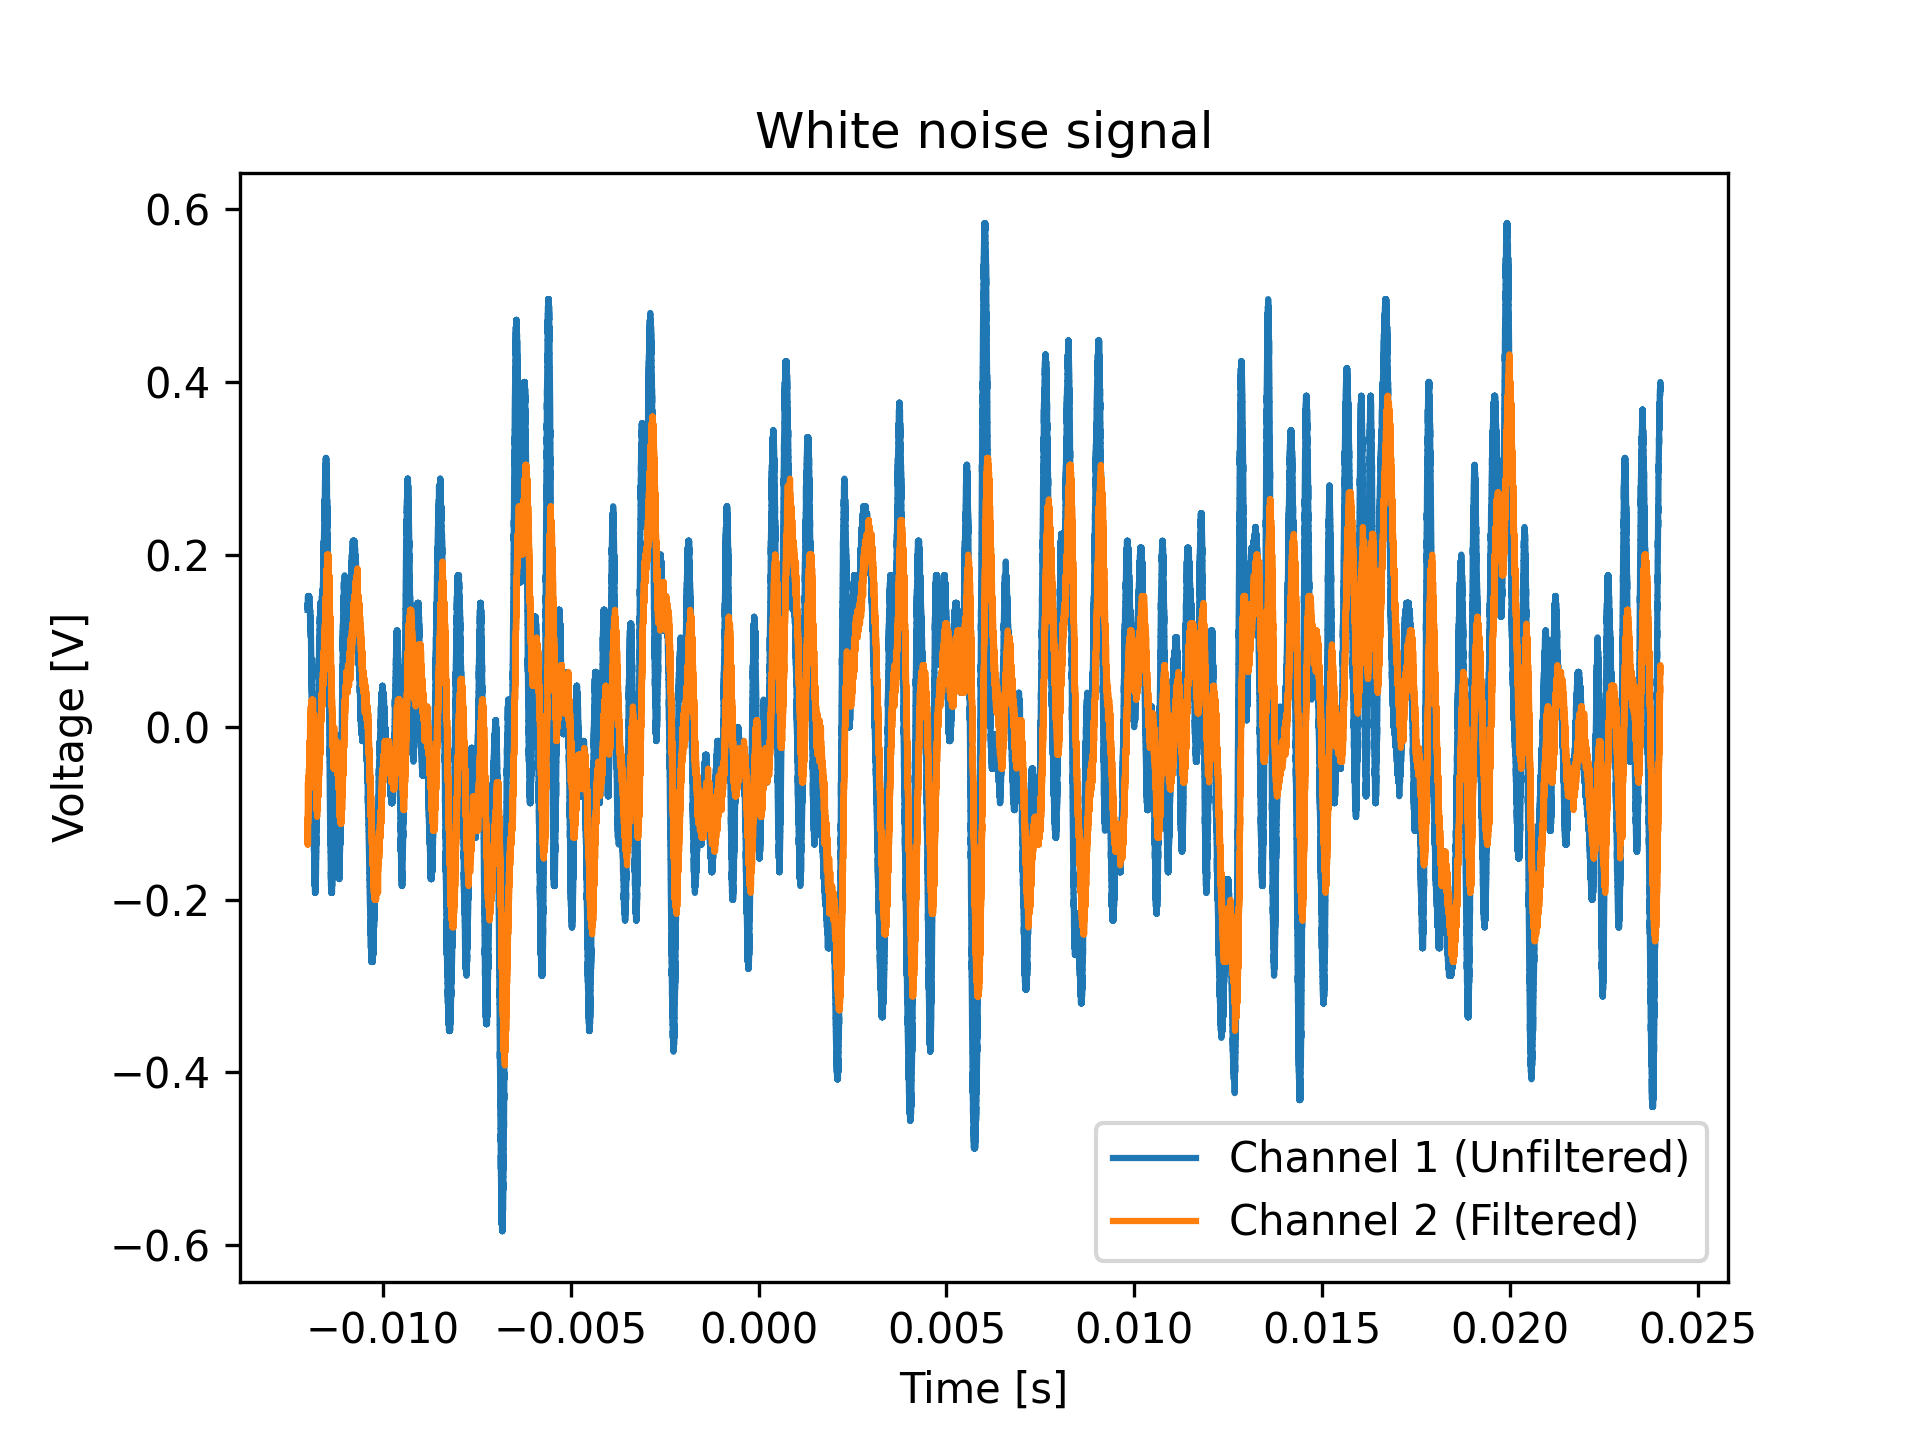 White noise signal
0.6
0.4
0.2
0.0
−0.2
−0.4
−0.6
Voltage [V]
Channel 1 (Unfiltered)
Channel 2 (Filtered)
−0.010 −0.005 0.000 0.005 0.010 0.015 0.020 0.025
Time [s]